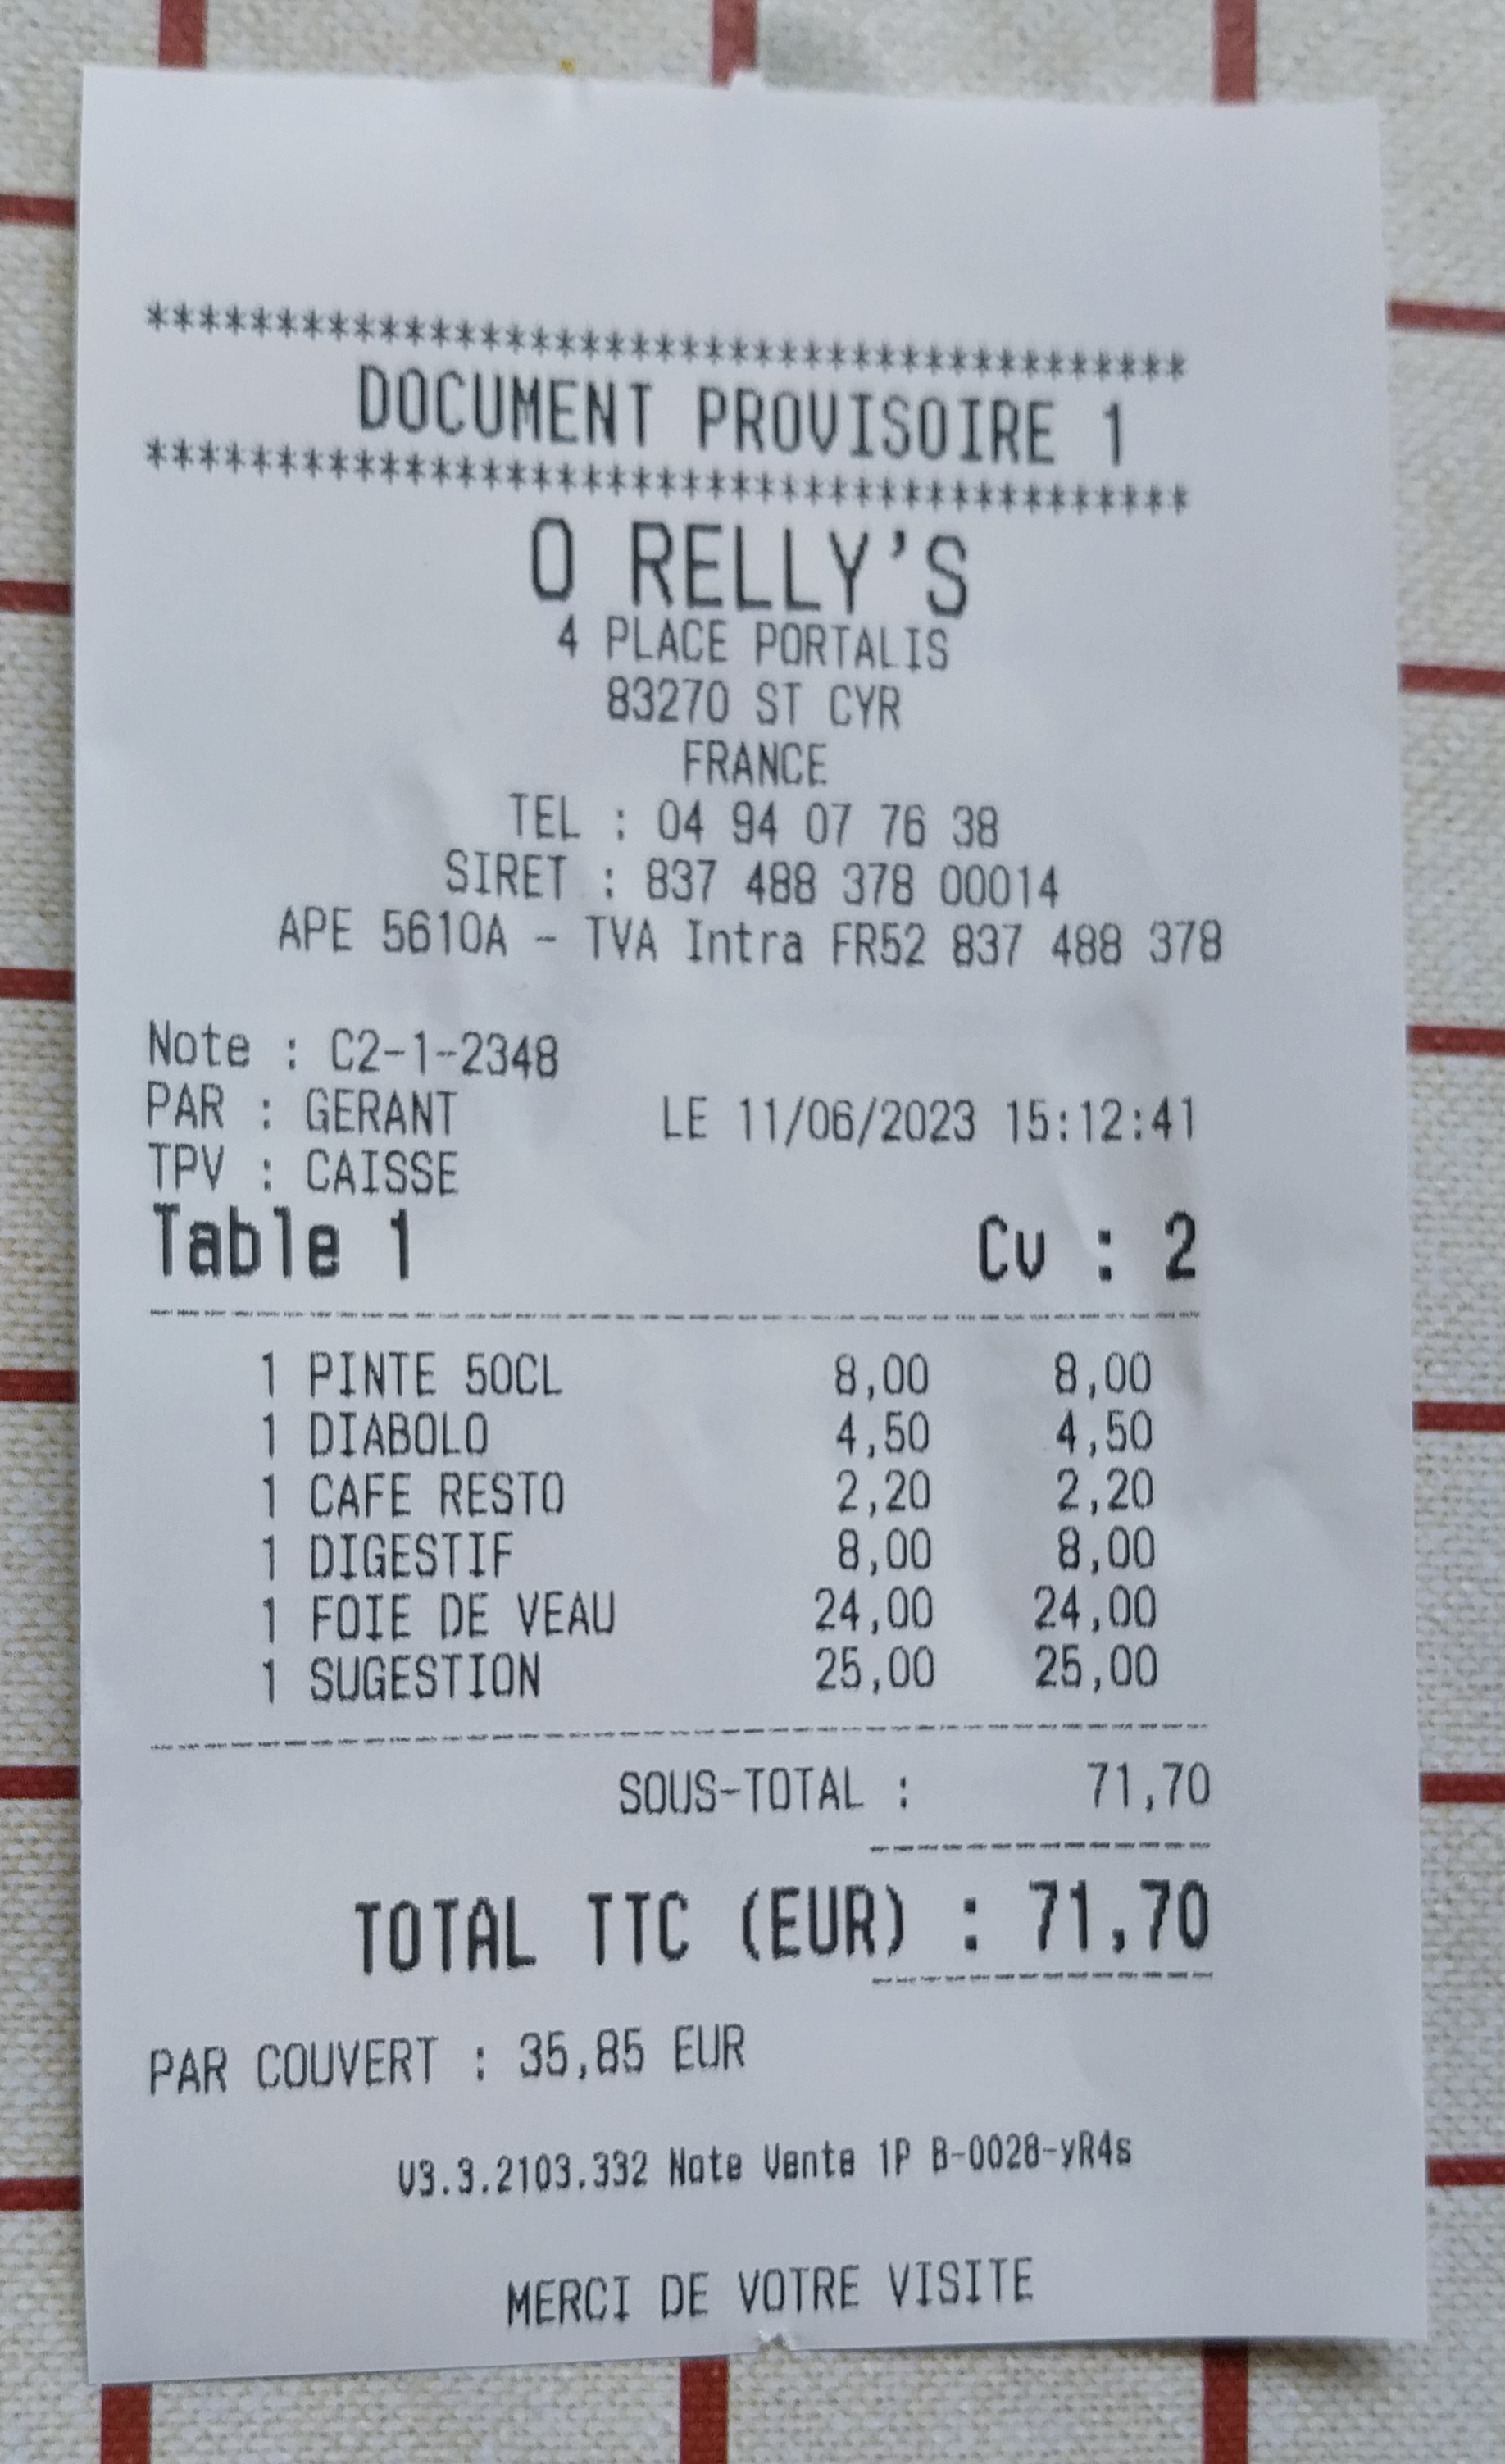 *****************************************
DOCUMENT PROVISOIRE 1
*****************************************
O RELLY'S
4 PLACE PORTALIS
83270 ST CYR
FRANCE
TEL : 04 94 07 76 38
SIRET : 837 488 378 00014
APE 5610A - TVA Intra FR52 837 488 378
Note : C2-1-2348
PAR : GERANT LE 11/06/2023 15:12:41
TPV : CAISSE
Table 1 Cv : 2
1 PINTE 50CL 8,00 8,00
1 DIABOLO 4,50 4,50
1 CAFE RESTO 2,20 2,20
1 DIGESTIF 8,00 8,00
1 FOIE DE VEAU 24,00 24,00
1 SUGESTION 25,00 25,00
SOUS-TOTAL : 71,70
TOTAL TTC (EUR) : 71,70
PAR COUVERT : 35,85 EUR
V3.3.2103.332 Note Vente 1P B-0028-yR4s
MERCI DE VOTRE VISITE